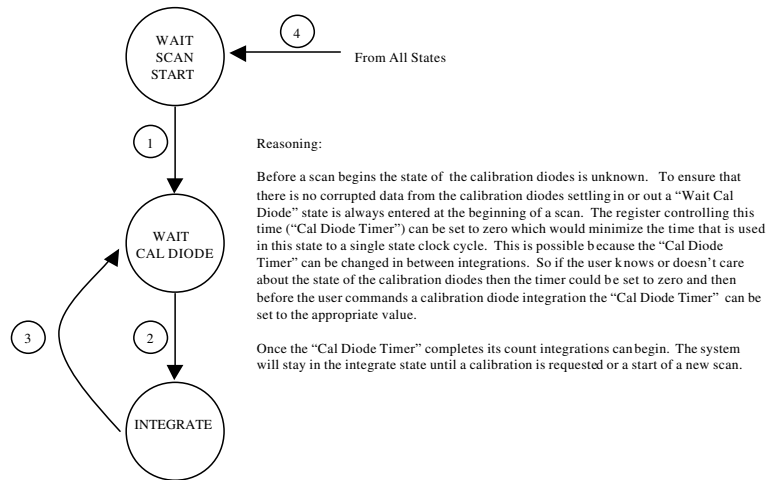 WAIT
SCAN
START
4
From All States
1
Reasoning:
Before a scan begins the state of the calibration diodes is unknown. To ensure that
there is no corrupted data from the calibration diodes settling in or out a “Wait Cal
Diode” state is always entered at the beginning of a scan. The register controlling this
time (“Cal Diode Timer”) can be set to zero which would minimize the time that is used
in this state to a single state clock cycle. This is possible because the “Cal Diode
Timer” can be changed in between integrations. So if the user knows or doesn’t care
about the state of the calibration diodes then the timer could be set to zero and then
before the user commands a calibration diode integration the “Cal Diode Timer” can be
set to the appropriate value.
Once the “Cal Diode Timer” completes its count integrations can begin. The system
will stay in the integrate state until a calibration is requested or a start of a new scan.
WAIT
CAL DIODE
3
2
INTEGRATE